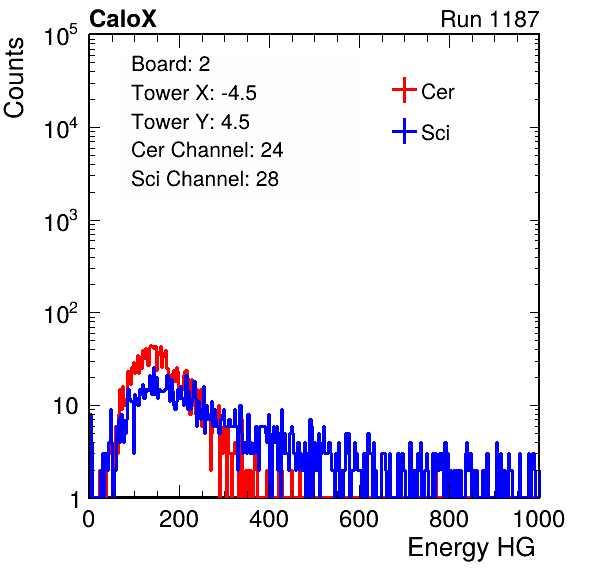 CaloX Run 1187
Counts
10^5
10^4
10^3
10^2
10
1
Board: 2
Tower X: -4.5
Tower Y: 4.5
Cer Channel: 24
Sci Channel: 28
Cer
Sci
0 200 400 600 800 1000
Energy HG